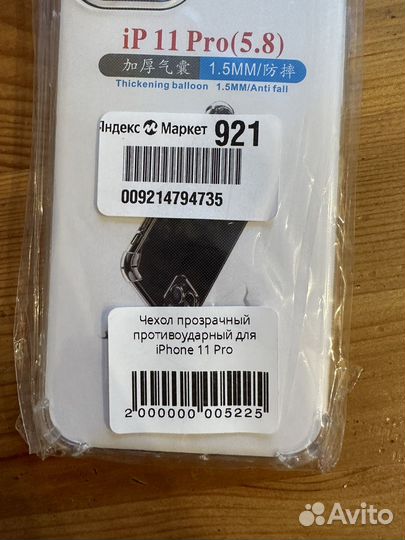 iP 11 Pro(5.8)
加厚气囊 1.5MM/防摔
Thickening balloon 1.5MM/Anti fall
Яндекс Маркет 921
009214794735
Чехол прозрачный
противоударный для
iPhone 11 Pro
2 000000 005225
Avito